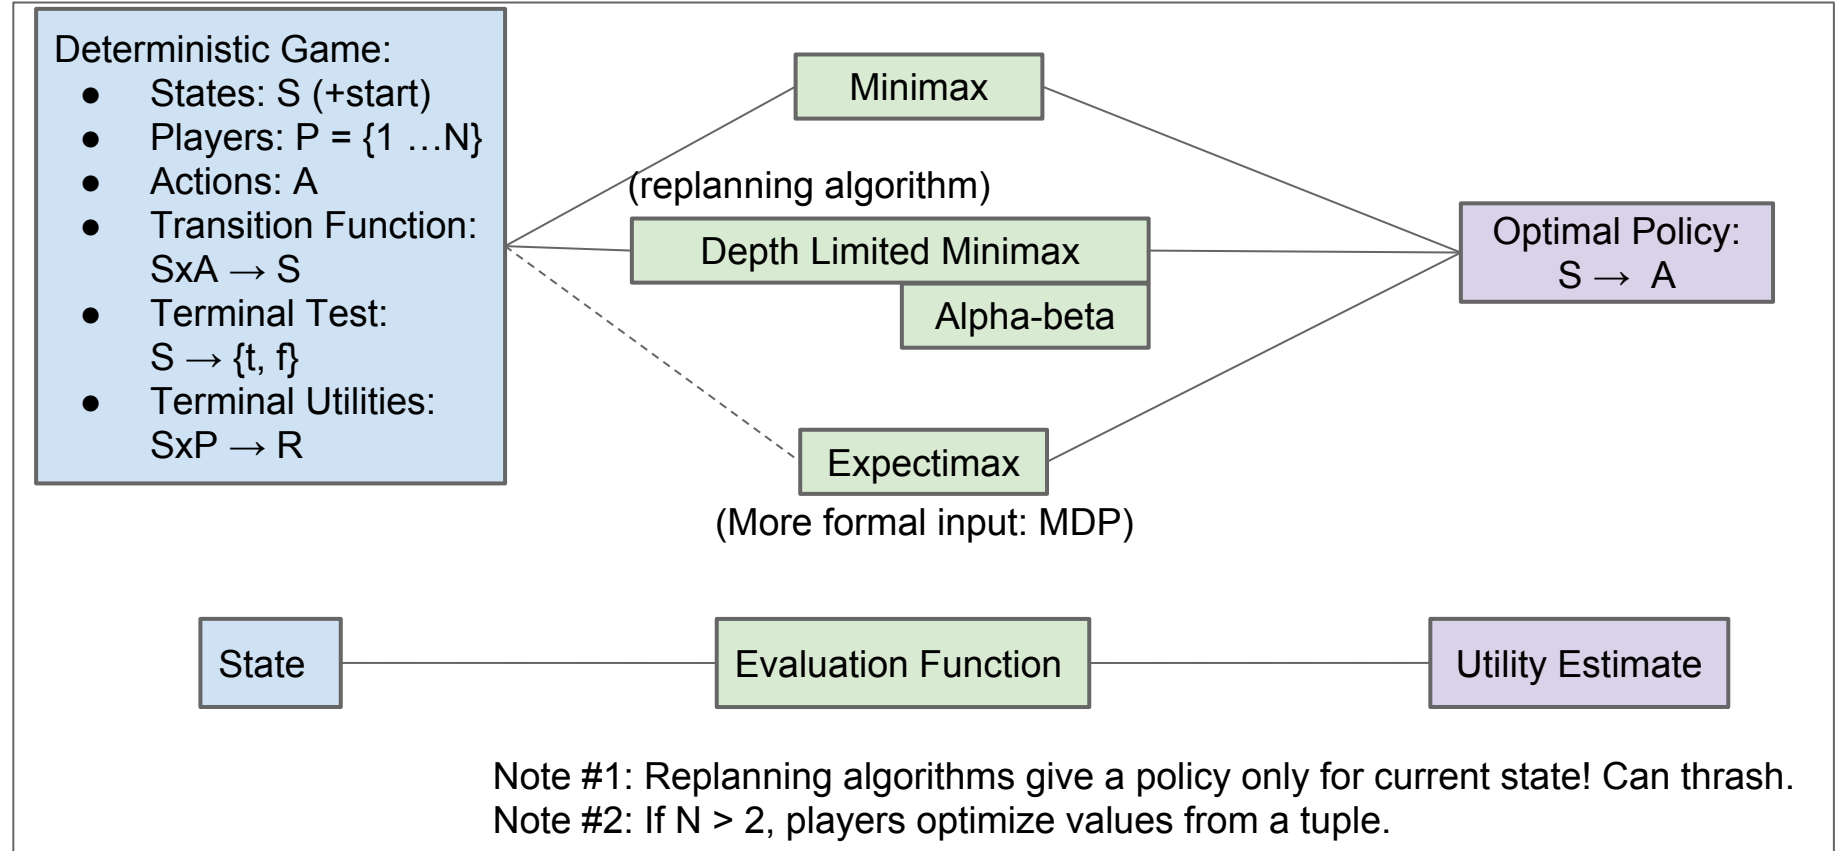 Deterministic Game:
● States: S (+start)
● Players: P = {1 …N}
● Actions: A
● Transition Function:
SxA → S
● Terminal Test:
S → {t, f}
● Terminal Utilities:
SxP → R
Minimax
(replanning algorithm)
Depth Limited Minimax
Alpha-beta
Expectimax
(More formal input: MDP)
Optimal Policy:
S → A
State
Evaluation Function
Utility Estimate
Note #1: Replanning algorithms give a policy only for current state! Can thrash.
Note #2: If N > 2, players optimize values from a tuple.